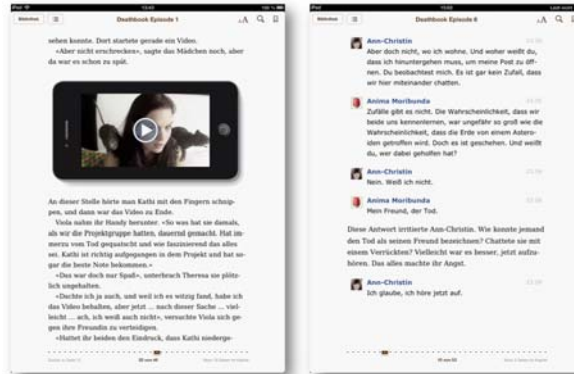 iPad
15:45
100 %
Bibliothek
Deathbook Episode 1
AA
sehen konnte. Dort startete gerade ein Video.
«Aber nicht erschrecken», sagte das Mädchen noch, aber
da war es schon zu spät.
An dieser Stelle hörte man Kathi mit den Fingern schnip-
pen, und dann war das Video zu Ende.
Viola nahm ihr Handy herunter. «So was hat sie damals,
als wir die Projektgruppe hatten, dauernd gemacht. Hat im-
merzu vom Tod gequatscht und wie faszinierend das alles
sei. Kathi ist richtig aufgegangen in dem Projekt und hat so-
gar die beste Note bekommen.»
«Das war doch nur Spaß», unterbrach Theresa sie plötz-
lich ungehalten.
«Dachte ich ja auch, und weil ich es witzig fand, habe ich
das Video behalten, aber jetzt ... nach dieser Sache ... viel-
leicht ... ach, ich weiß auch nicht», versuchte Viola sich ge-
gen ihre Freundin zu verteidigen.
«Hattet ihr beiden den Eindruck, dass Kathi niederge-
iPad
Bibliothek
Deathbook Episode 6
AA
Ann-Christin
Aber doch nicht, wo ich wohne. Und woher weißt du,
dass ich hinuntergehen muss, um meine Post zu öff-
nen. Du beobachtest mich. Es ist gar kein Zufall, dass
wir hier miteinander chatten.
Anima Moribunda
Zufälle gibt es nicht. Die Wahrscheinlichkeit, dass wir
beide uns kennenlernen, war ungefähr so groß wie die
Wahrscheinlichkeit, dass die Erde von einem Astero-
iden getroffen wird. Doch es ist geschehen. Und weißt
du, wer dabei geholfen hat?
Ann-Christin
Nein. Weiß ich nicht.
Anima Moribunda
Mein Freund, der Tod.
Diese Antwort irritierte Ann-Christin. Wie konnte jemand
den Tod als seinen Freund bezeichnen? Chattete sie mit
einem Verrückten? Vielleicht war es besser, jetzt aufzu-
hören. Das alles machte ihr Angst.
Ann-Christin
Ich glaube, ich höre jetzt auf.